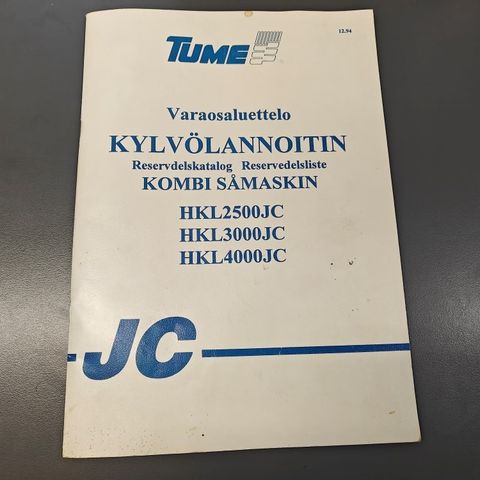 12.94
TUME
Varaosaluettelo
KYLVÖLANNOITIN
Reservdelskatalog Reservedelsliste
KOMBI SÅMASKIN
HKL2500JC
HKL3000JC
HKL4000JC
JC